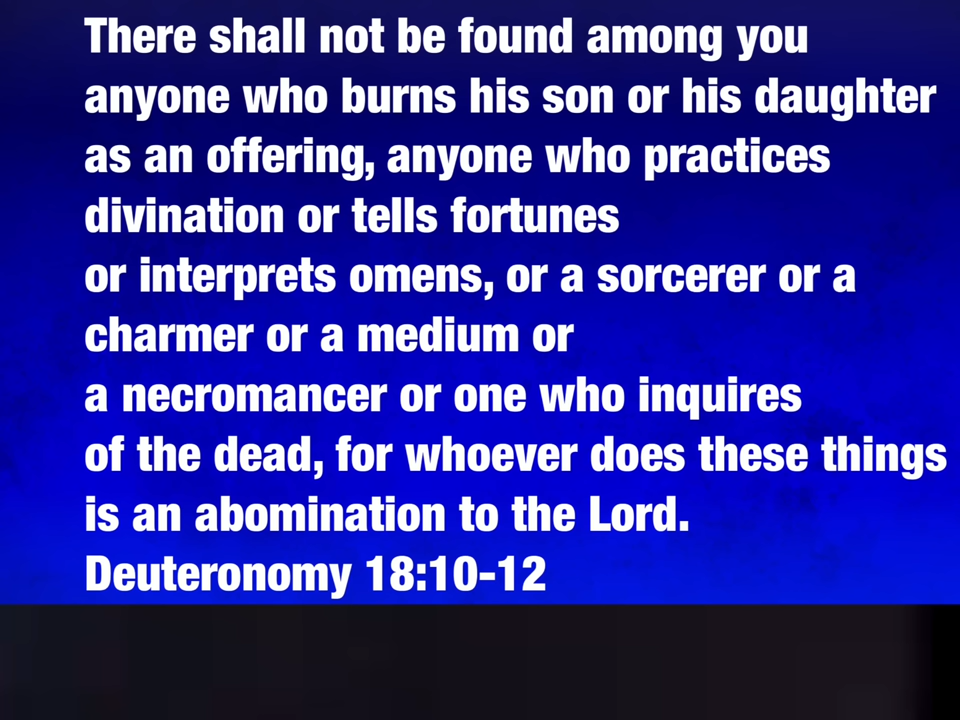 There shall not be found among you
anyone who burns his son or his daughter
as an offering, anyone who practices
divination or tells fortunes
or interprets omens, or a sorcerer or a
charmer or a medium or
a necromancer or one who inquires
of the dead, for whoever does these things
is an abomination to the Lord.
Deuteronomy 18:10-12